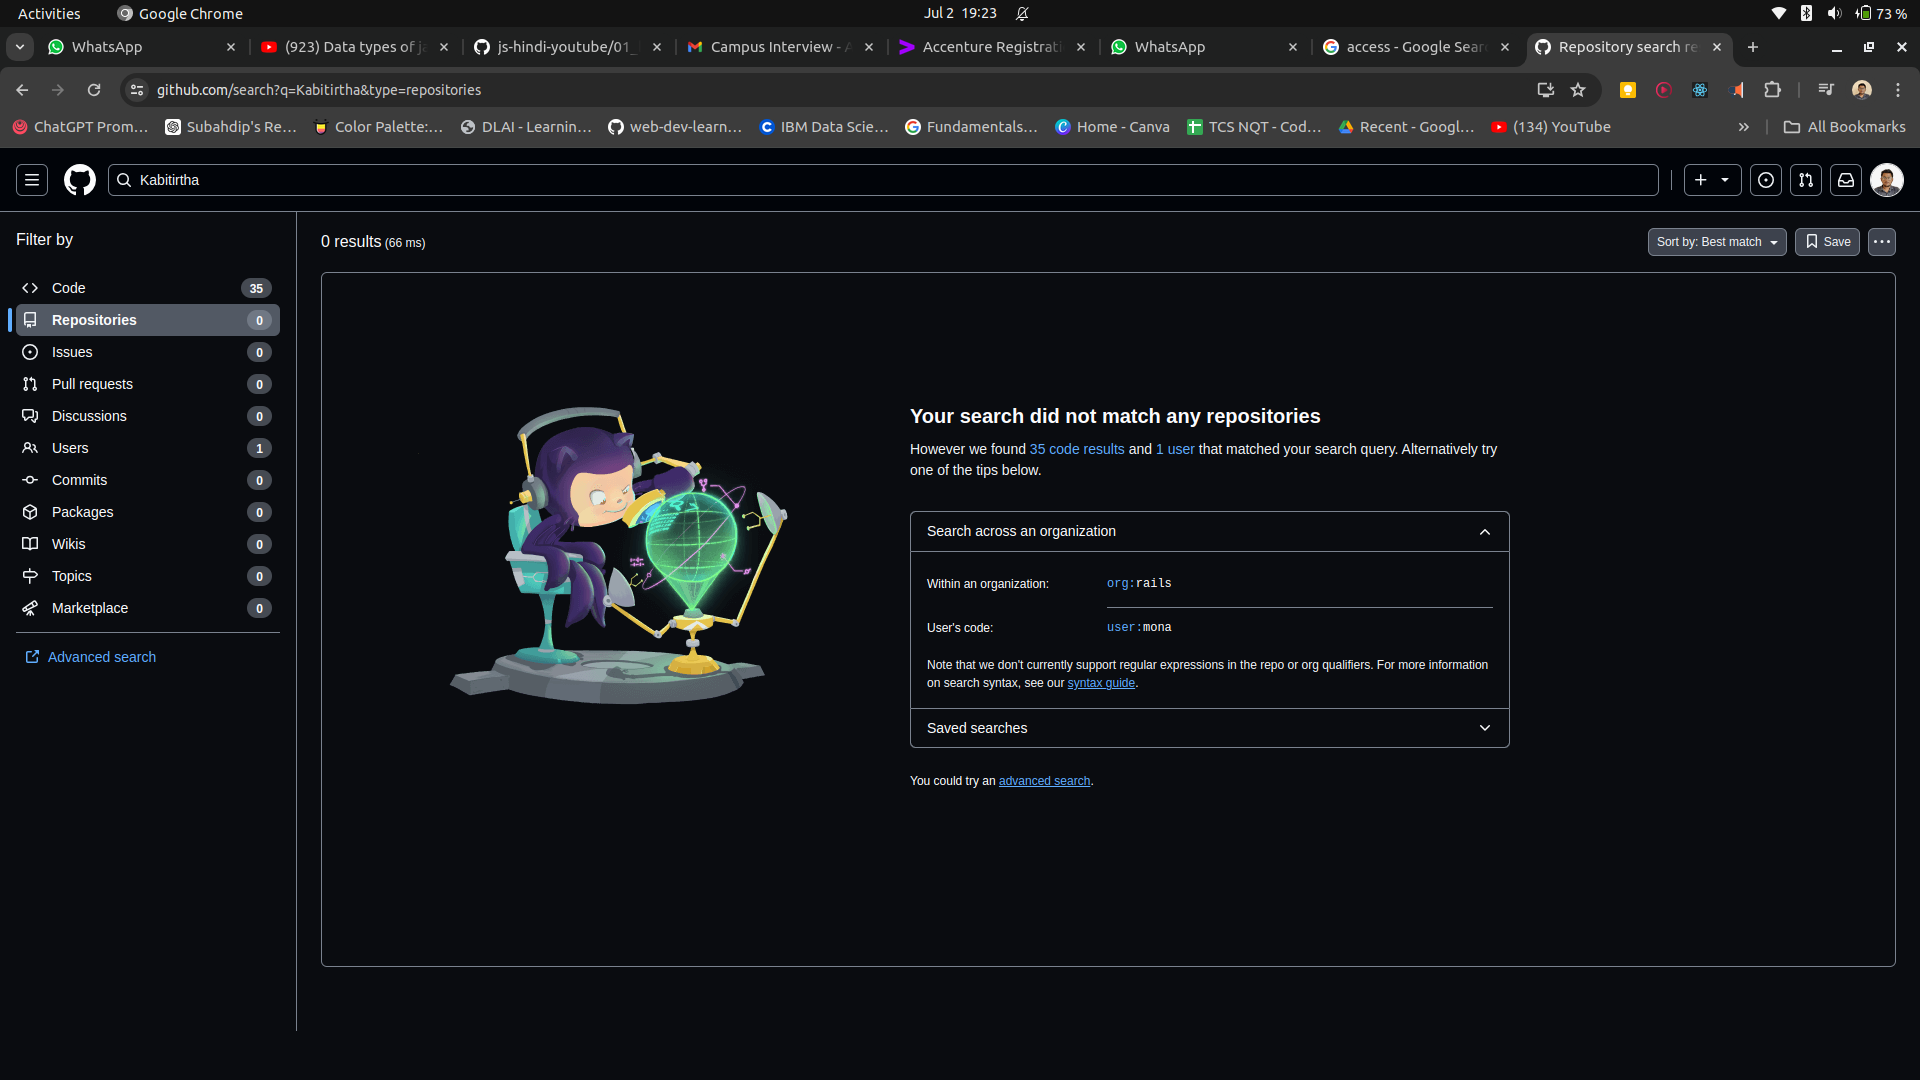 Activities
Google Chrome
Jul 2 19:23
73 %
WhatsApp
(923) Data types of ja
js-hindi-youtube/01_
Campus Interview - A
Accenture Registrati
WhatsApp
access - Google Sear
Repository search re
github.com/search?q=Kabitirtha&type=repositories
ChatGPT Prom...
Subahdip's Re...
Color Palette:...
DLAI - Learnin...
web-dev-learn...
IBM Data Scie...
Fundamentals...
Home - Canva
TCS NQT - Cod...
Recent - Googl...
(134) YouTube
»
All Bookmarks
Kabitirtha
Filter by
Code 35
Repositories 0
Issues 0
Pull requests 0
Discussions 0
Users 1
Commits 0
Packages 0
Wikis 0
Topics 0
Marketplace 0
Advanced search
0 results (66 ms)
Sort by: Best match
Save
Your search did not match any repositories
However we found 35 code results and 1 user that matched your search query. Alternatively try
one of the tips below.
Search across an organization
Within an organization: org:rails
User's code: user:mona
Note that we don't currently support regular expressions in the repo or org qualifiers. For more information
on search syntax, see our syntax guide.
Saved searches
You could try an advanced search.